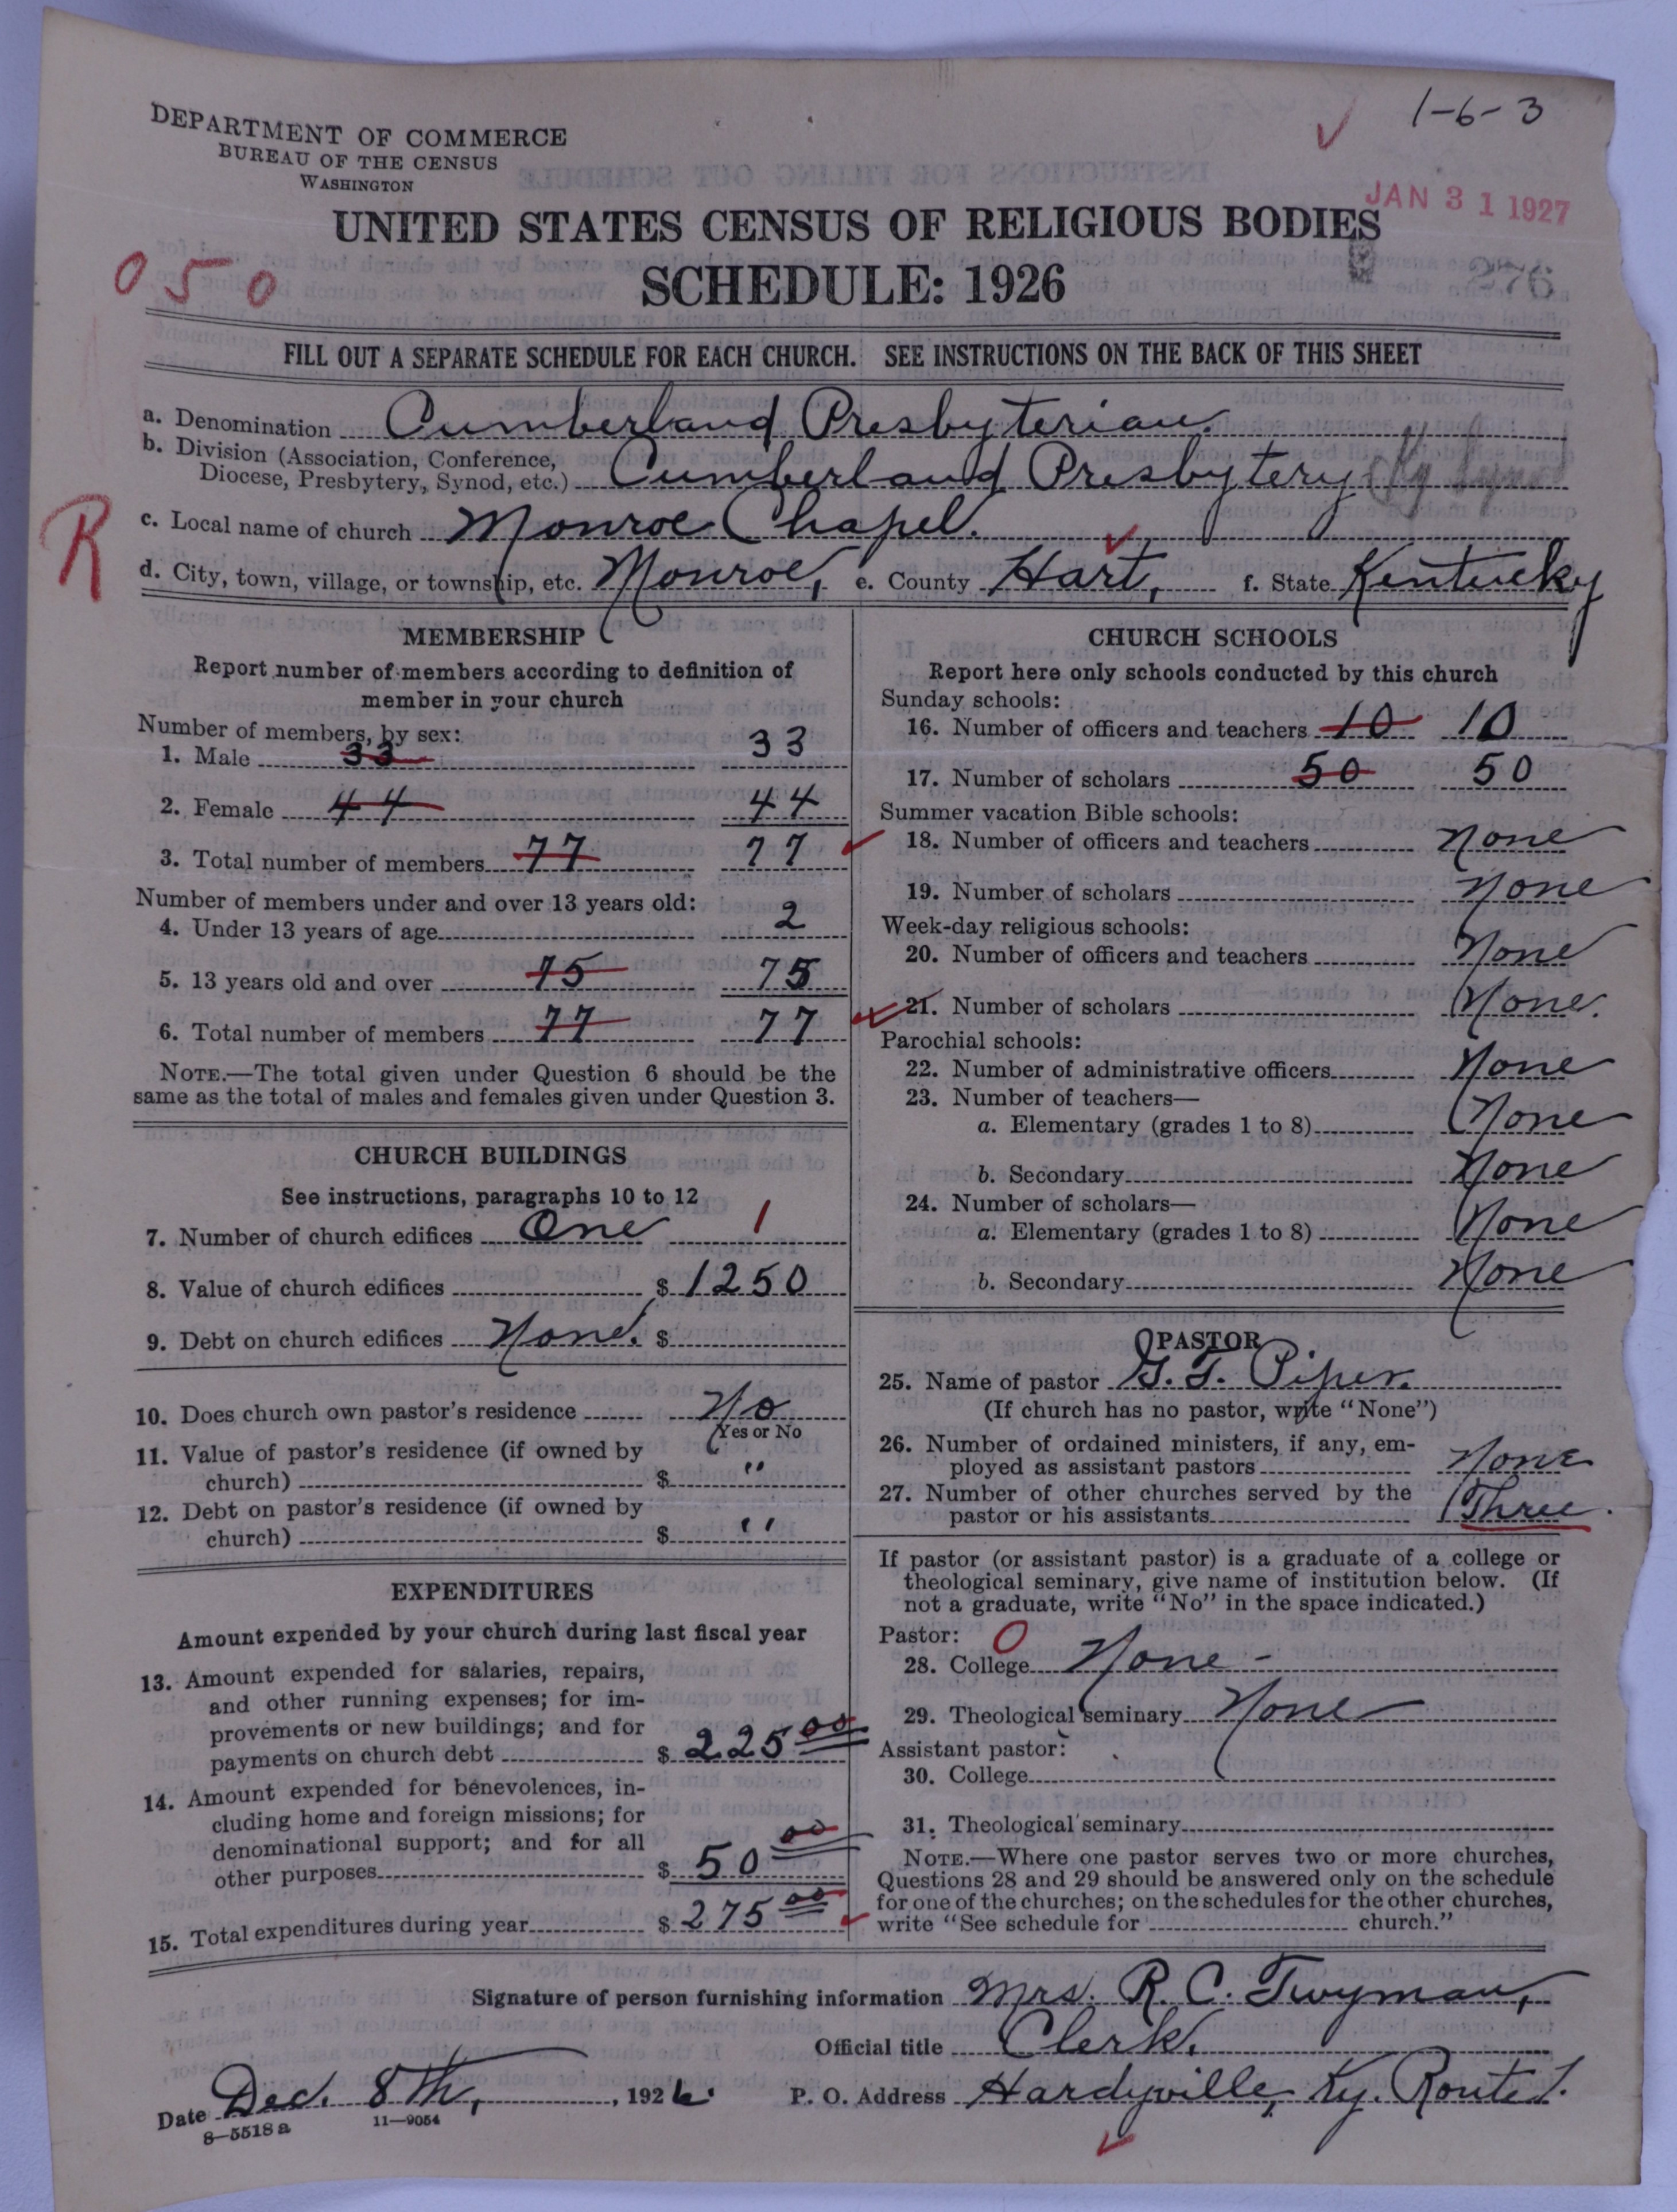 1-6-3
DEPARTMENT OF COMMERCE
BUREAU OF THE CENSUS
WASHINGTON
JAN 31 1927
UNITED STATES CENSUS OF RELIGIOUS BODIES
276
050
SCHEDULE: 1926
FILL OUT A SEPARATE SCHEDULE FOR EACH CHURCH. SEE INSTRUCTIONS ON THE BACK OF THIS SHEET
a. Denomination Cumberland Presbyterian.
b. Division (Association, Conference,
Diocese, Presbytery, Synod, etc.) Cumberland Presbytery Ky Synod
R
c. Local name of church Monroe Chapel.
d. City, town, village, or township, etc. Monroe, e. County Hart, f. State Kentucky
MEMBERSHIP
Report number of members according to definition of
member in your church
Number of members, by sex:
1. Male 33 33
2. Female 44 44
3. Total number of members 77 77
Number of members under and over 13 years old:
4. Under 13 years of age 2
5. 13 years old and over 75 75
6. Total number of members 77 77
NOTE.—The total given under Question 6 should be the
same as the total of males and females given under Question 3.
CHURCH BUILDINGS
See instructions, paragraphs 10 to 12
7. Number of church edifices One 1
8. Value of church edifices $ 1250
9. Debt on church edifices None. $
10. Does church own pastor's residence No
Yes or No
11. Value of pastor's residence (if owned by
church) $ "
12. Debt on pastor's residence (if owned by
church) $ "
EXPENDITURES
Amount expended by your church during last fiscal year
13. Amount expended for salaries, repairs,
and other running expenses; for im-
provements or new buildings; and for
payments on church debt $ 225 00
14. Amount expended for benevolences, in-
cluding home and foreign missions; for
denominational support; and for all
other purposes $ 50 00
15. Total expenditures during year $ 275 00
CHURCH SCHOOLS
Report here only schools conducted by this church
Sunday schools:
16. Number of officers and teachers 10 10
17. Number of scholars 50 50
Summer vacation Bible schools:
18. Number of officers and teachers None
19. Number of scholars None
Week-day religious schools:
20. Number of officers and teachers None
21. Number of scholars None.
Parochial schools:
22. Number of administrative officers None
23. Number of teachers—
a. Elementary (grades 1 to 8) None
b. Secondary None
24. Number of scholars—
a. Elementary (grades 1 to 8) None
b. Secondary None
PASTOR
25. Name of pastor G. T. Piper.
(If church has no pastor, write "None")
26. Number of ordained ministers, if any, em-
ployed as assistant pastors None
27. Number of other churches served by the
pastor or his assistants Three.
If pastor (or assistant pastor) is a graduate of a college or
theological seminary, give name of institution below. (If
not a graduate, write "No" in the space indicated.)
Pastor: 0
28. College None -
29. Theological seminary None
Assistant pastor:
30. College
31. Theological seminary
NOTE.—Where one pastor serves two or more churches,
Questions 28 and 29 should be answered only on the schedule
for one of the churches; on the schedules for the other churches,
write "See schedule for church."
Signature of person furnishing information Mrs. R. C. Twyman,
Official title Clerk.
Date Dec. 8th, , 1926. P. O. Address Hardyville, Ky. Route 1.
8—5518 a 11—9054